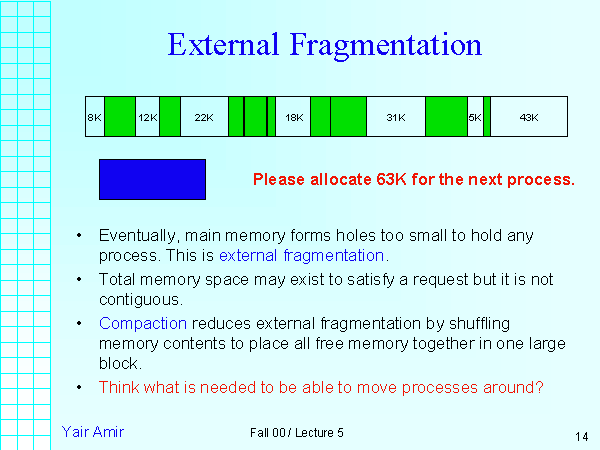 External Fragmentation
8K 12K 22K 18K 31K 5K 43K
Please allocate 63K for the next process.
• Eventually, main memory forms holes too small to hold any
process. This is external fragmentation.
• Total memory space may exist to satisfy a request but it is not
contiguous.
• Compaction reduces external fragmentation by shuffling
memory contents to place all free memory together in one large
block.
• Think what is needed to be able to move processes around?
Yair Amir
Fall 00 / Lecture 5
14